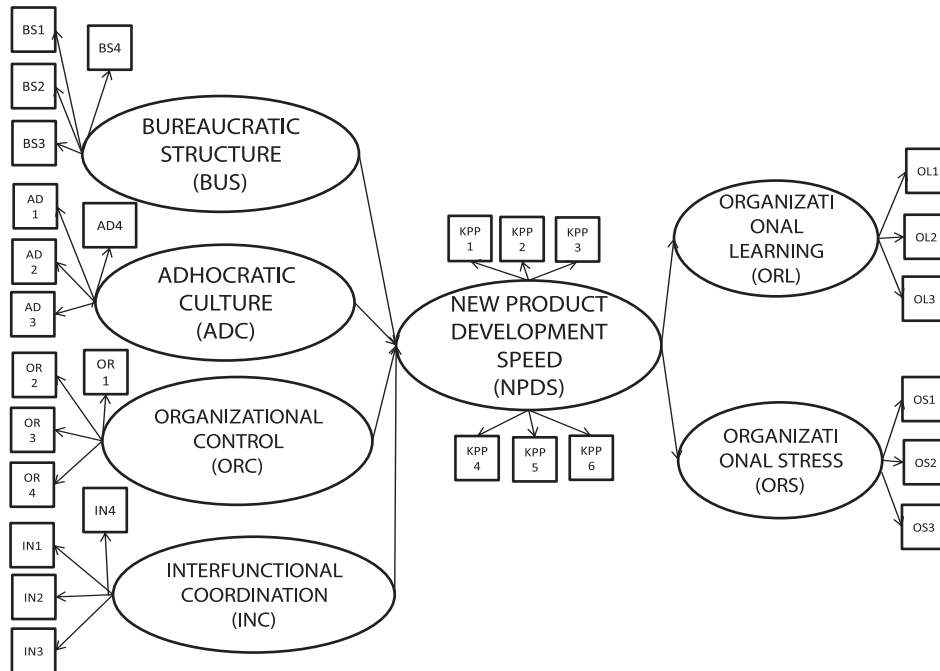 BS1
BS4
BS2
BS3
BUREAUCRATIC
STRUCTURE
(BUS)
AD
1
AD4
AD
2
AD
3
ADHOCRATIC
CULTURE
(ADC)
OR
2
OR
1
OR
3
OR
4
ORGANIZATIONAL
CONTROL
(ORC)
IN4
IN1
IN2
IN3
INTERFUNCTIONAL
COORDINATION
(INC)
KPP
1
KPP
2
KPP
3
NEW PRODUCT
DEVELOPMENT
SPEED
(NPDS)
KPP
4
KPP
5
KPP
6
ORGANIZATI
ONAL
LEARNING
(ORL)
OL1
OL2
OL3
ORGANIZATI
ONAL STRESS
(ORS)
OS1
OS2
OS3